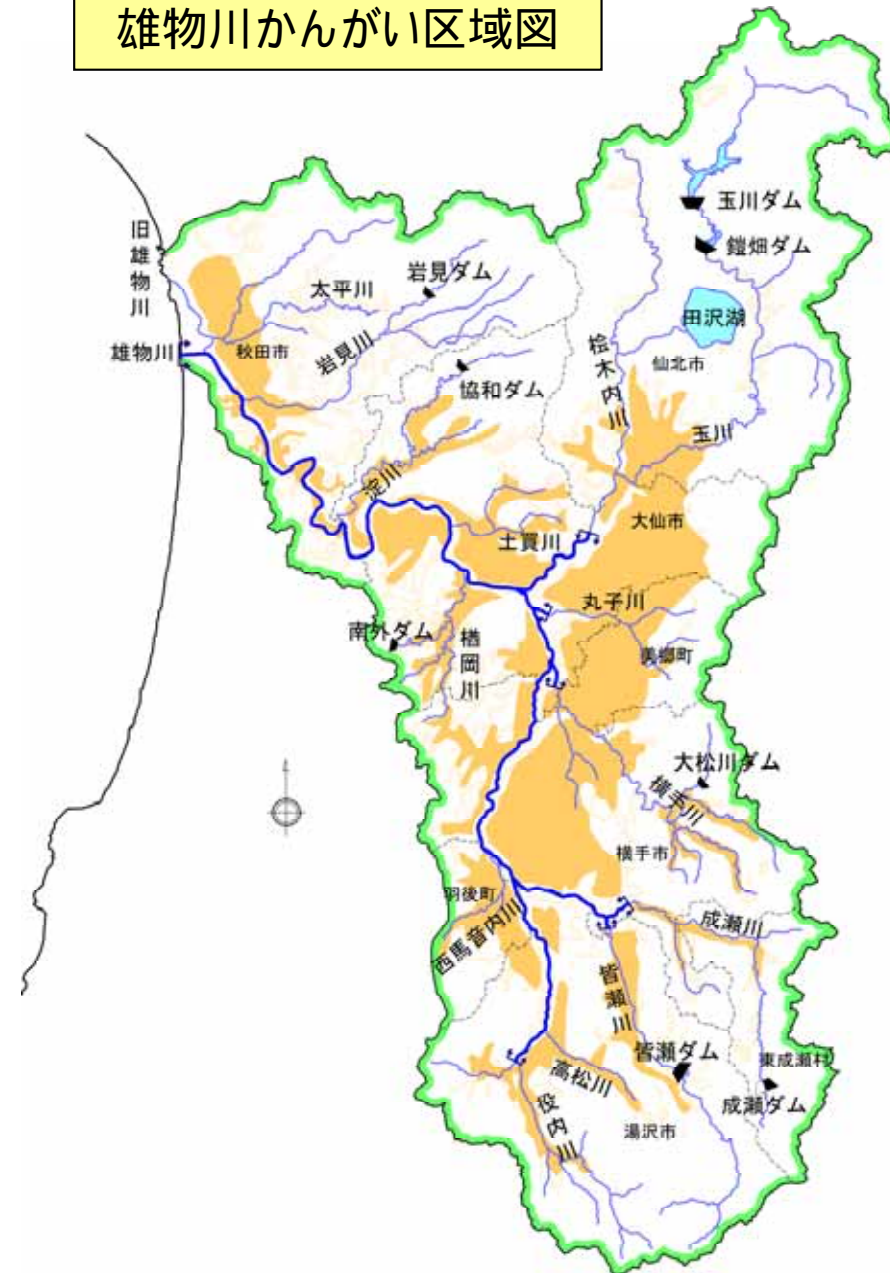 雄物川かんがい区域図
玉川ダム
旧雄物川
鎧畑ダム
岩見ダム
太平川
田沢湖
岩見川
雄物川
秋田市
桧木内川
仙北市
協和ダム
玉川
淀川
大仙市
土買川
丸子川
南外ダム
楢岡川
美郷町
大松川ダム
横手川
横手市
羽後町
成瀬川
西馬音内川
皆瀬川
皆瀬ダム
東成瀬村
高松川
成瀬ダム
役内川
湯沢市